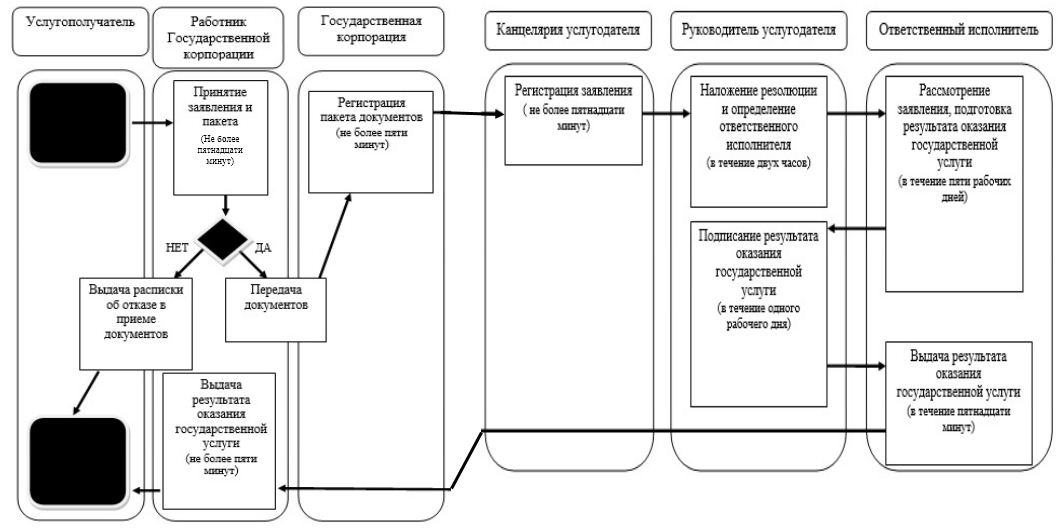 Услугополучатель
Работник
Государственной
корпорации
Государственная
корпорация
Канцелярия услугодателя
Руководитель услугодателя
Ответственный исполнитель
Принятие
заявления и
пакета
(Не более
пятнадцати
минут)
Регистрация
пакета документов
(не более пяти
минут)
Регистрация заявления
( не более пятнадцати
минут)
Наложение резолюции
и определение
ответственного
исполнителя
(в течение двух часов)
Рассмотрение
заявления, подготовка
результата оказания
государственной
услуги
(в течение пяти рабочих
дней)
НЕТ
ДА
Выдача расписки
об отказе в
приеме
документов
Передача
документов
Подписание результата
оказания
государственной
услуги
(в течение одного
рабочего дня)
Выдача
результата
оказания
государственной
услуги
(не более пяти
минут)
Выдача результата
оказания
государственной услуги
(в течение пятнадцати
минут)